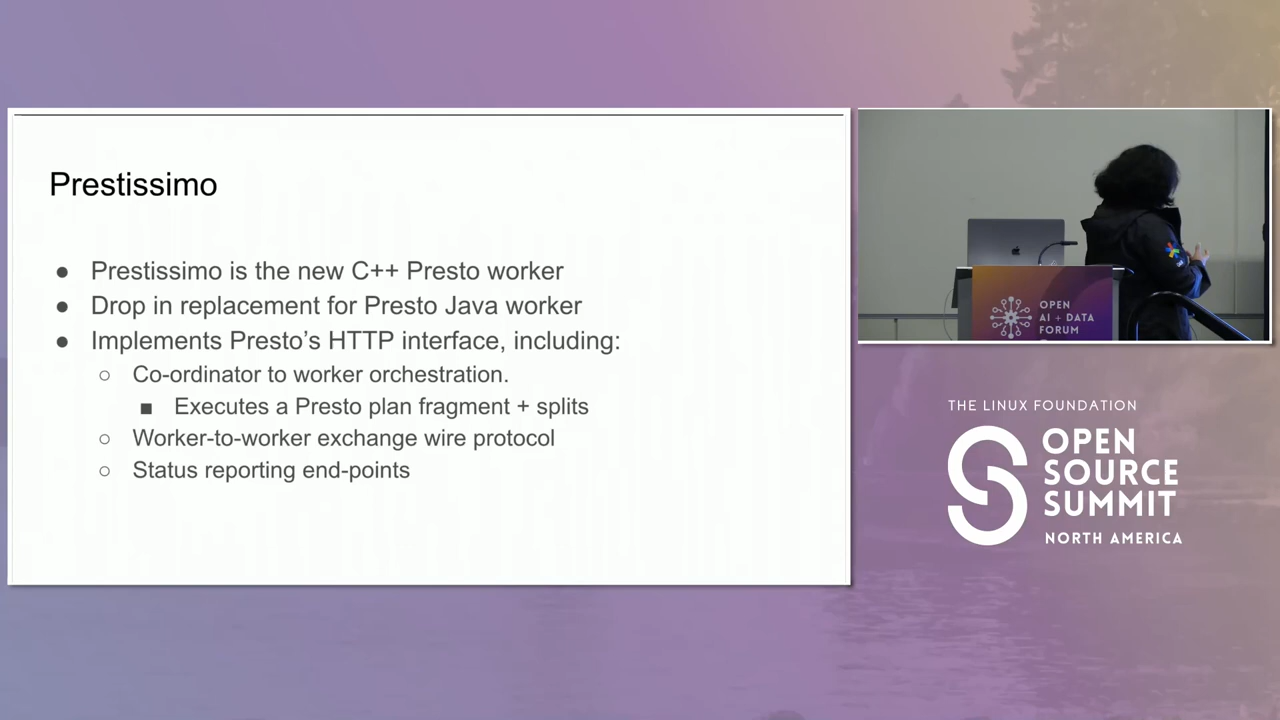 Prestissimo
● Prestissimo is the new C++ Presto worker
● Drop in replacement for Presto Java worker
● Implements Presto’s HTTP interface, including:
○ Co-ordinator to worker orchestration.
■ Executes a Presto plan fragment + splits
○ Worker-to-worker exchange wire protocol
○ Status reporting end-points
OPEN
AI + DATA
FORUM
THE LINUX FOUNDATION
OPEN
SOURCE
SUMMIT
NORTH AMERICA